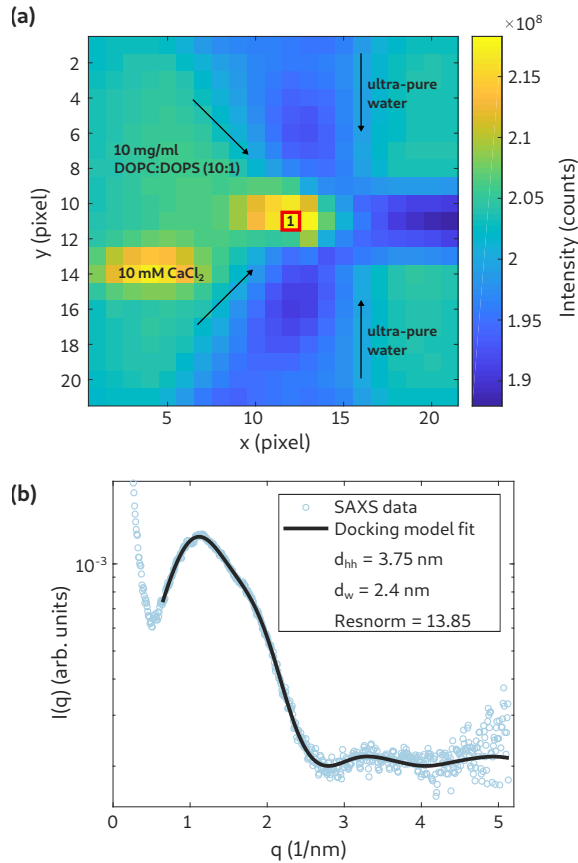 (a)
×10⁸
2
4
6
8
10
12
14
16
18
20
y (pixel)
5
10
15
20
x (pixel)
10 mg/ml
DOPC:DOPS (10:1)
10 mM CaCl₂
1
ultra-pure
water
ultra-pure
water
2.15
2.1
2.05
2
1.95
1.9
Intensity (counts)
(b)
SAXS data
Docking model fit
d_hh = 3.75 nm
d_w = 2.4 nm
Resnorm = 13.85
10⁻³
10⁻³
I(q) (arb. units)
0
1
2
3
4
5
q (1/nm)